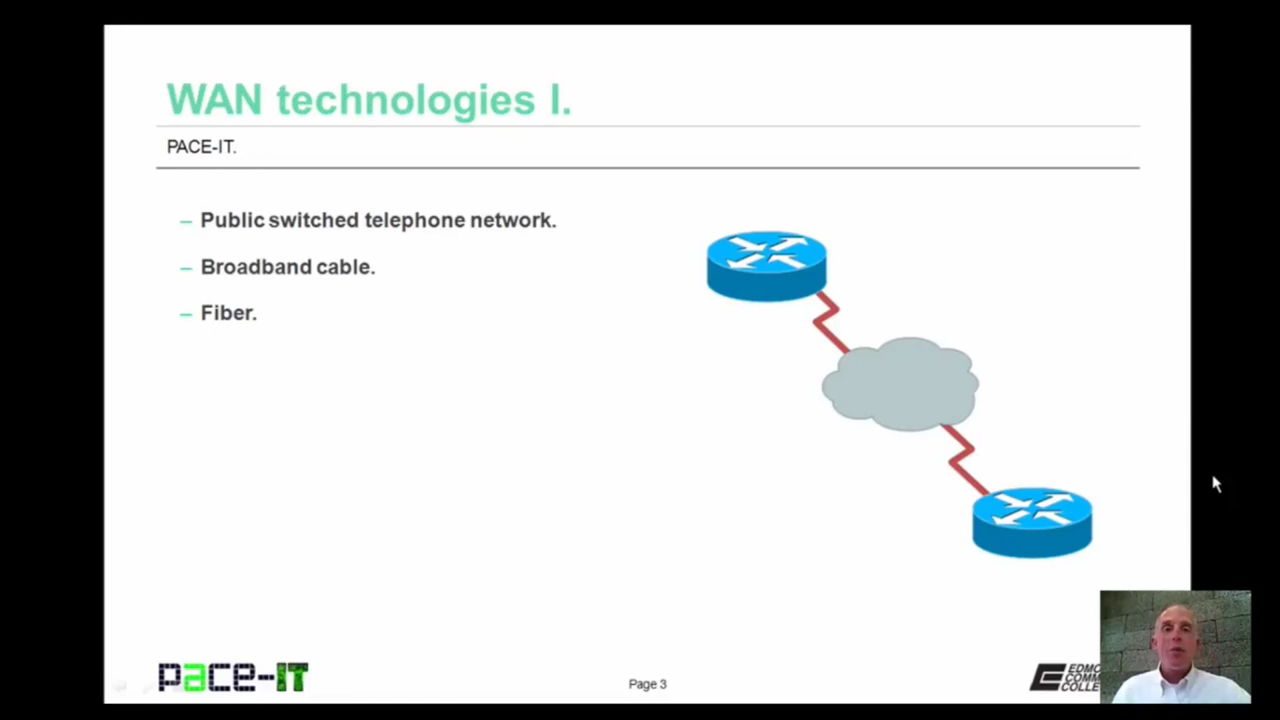 WAN technologies I.
PACE-IT.
– Public switched telephone network.
– Broadband cable.
– Fiber.
pace-IT
Page 3